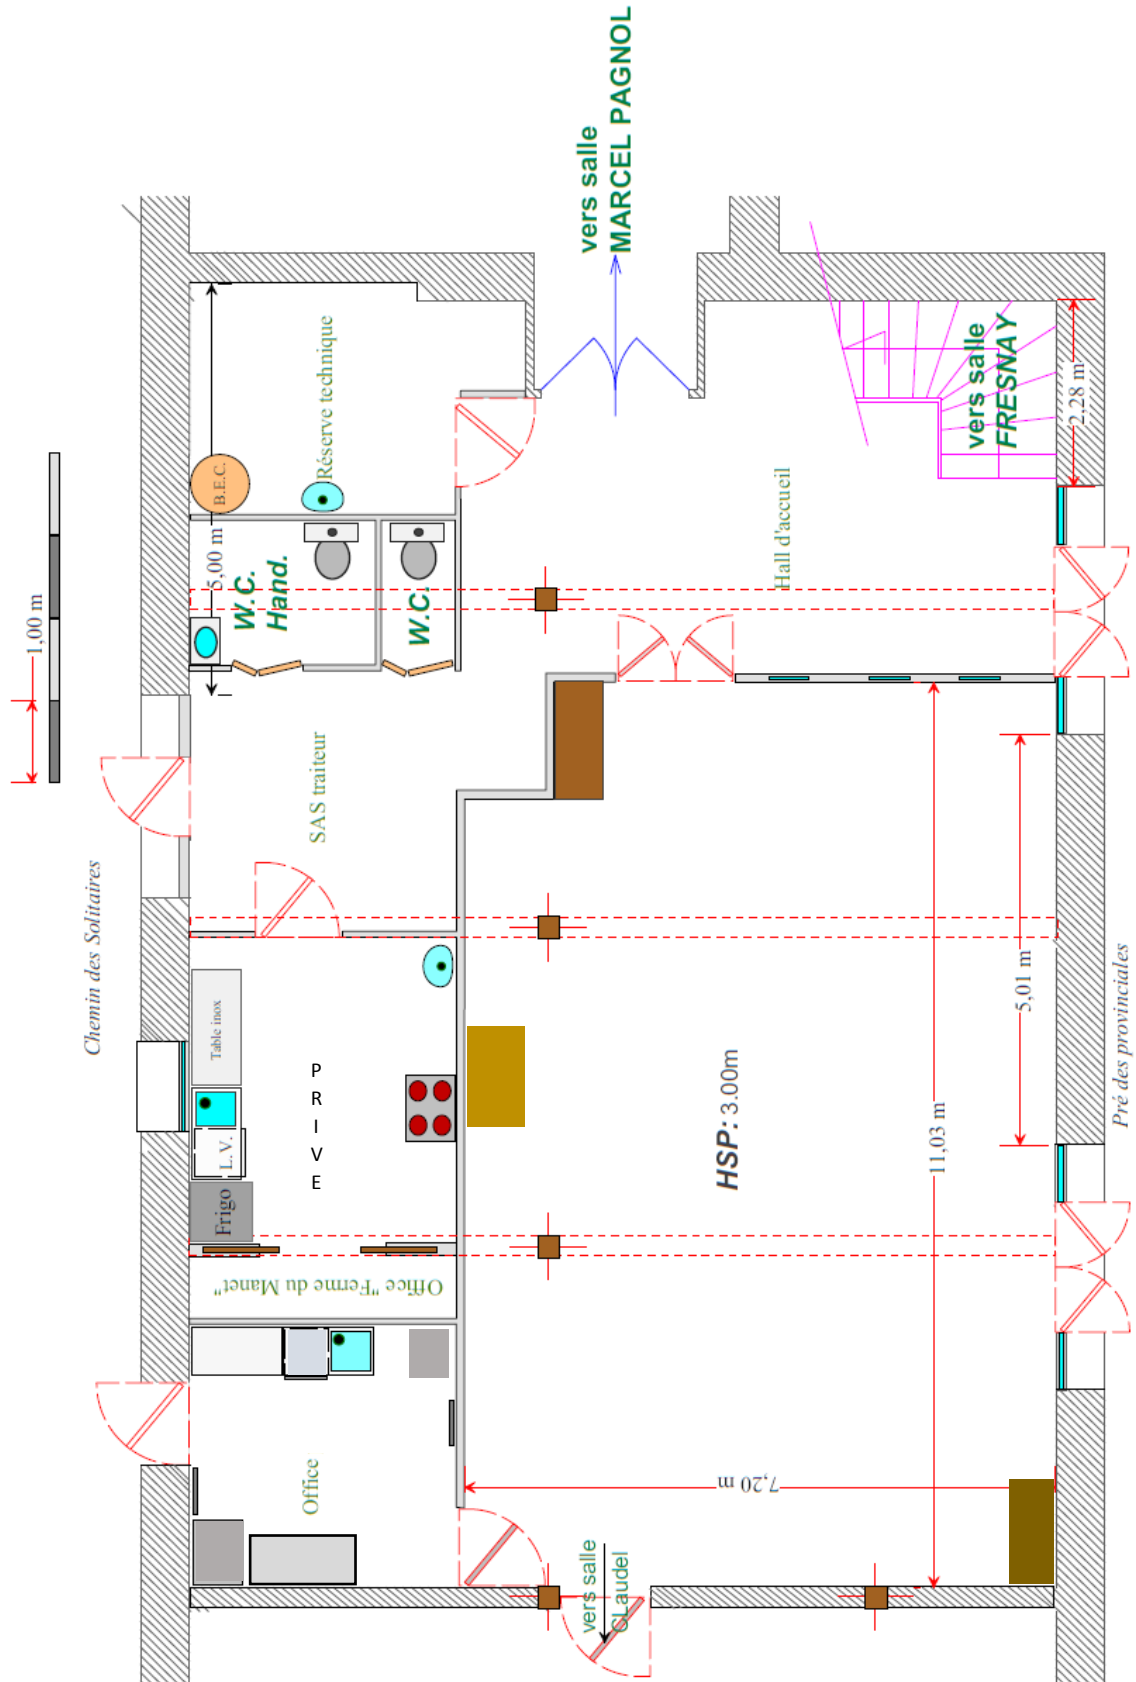 vers salle
MARCEL PAGNOL
Réserve technique
B.E.C.
vers salle
FRESNAY
2,28 m
5,00 m
W.C.
Hand.
W.C.
Hall d'accueil
1,00 m
SAS traiteur
Chemin des Solitaires
Table inox
5,01 m
Pré des provinciales
P
R
I
V
E
HSP: 3.00m
11,03 m
L.V.
Frigo
Office "Ferme du Manet"
Office
7,20 m
vers salle
CLaudel